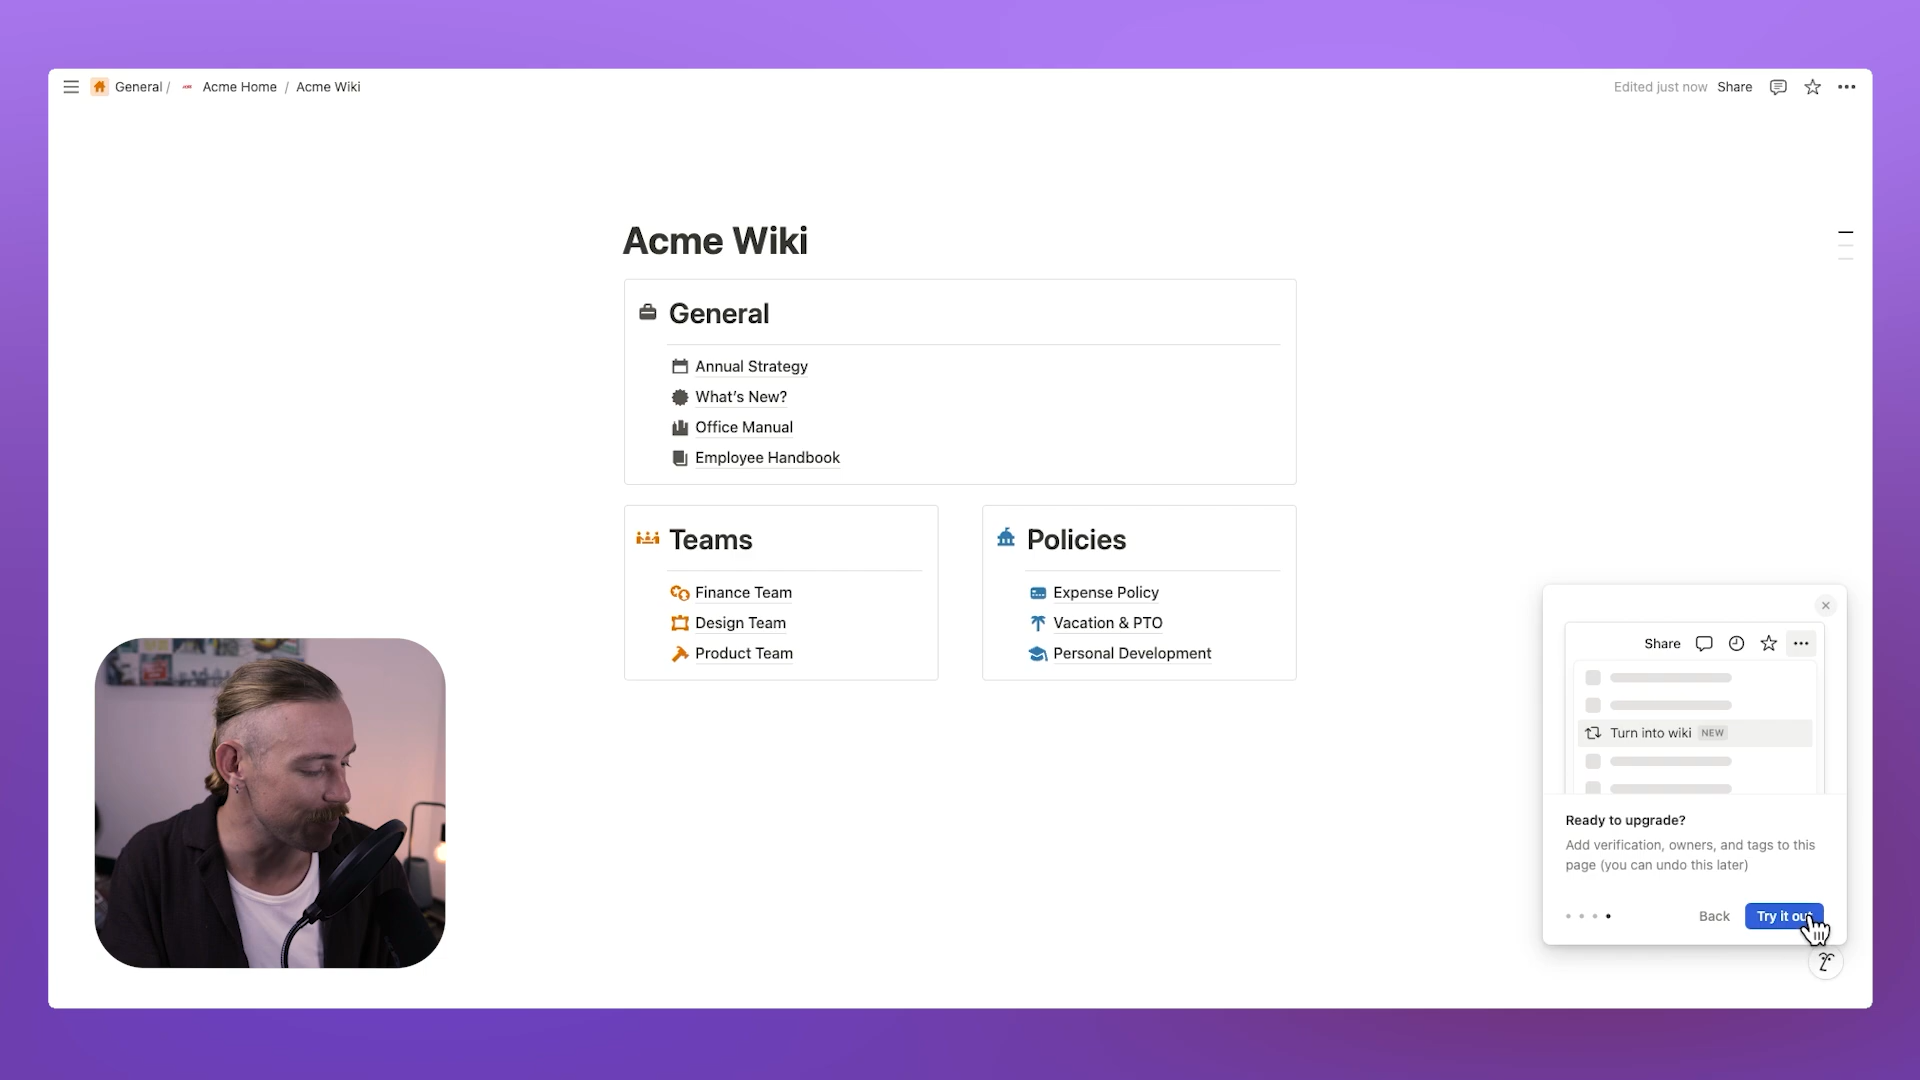 General / Acme Home / Acme Wiki
Edited just now Share
Acme Wiki
General
Annual Strategy
What's New?
Office Manual
Employee Handbook
Teams
Finance Team
Design Team
Product Team
Policies
Expense Policy
Vacation & PTO
Personal Development
Share
Turn into wiki NEW
Ready to upgrade?
Add verification, owners, and tags to this
page (you can undo this later)
Back Try it out